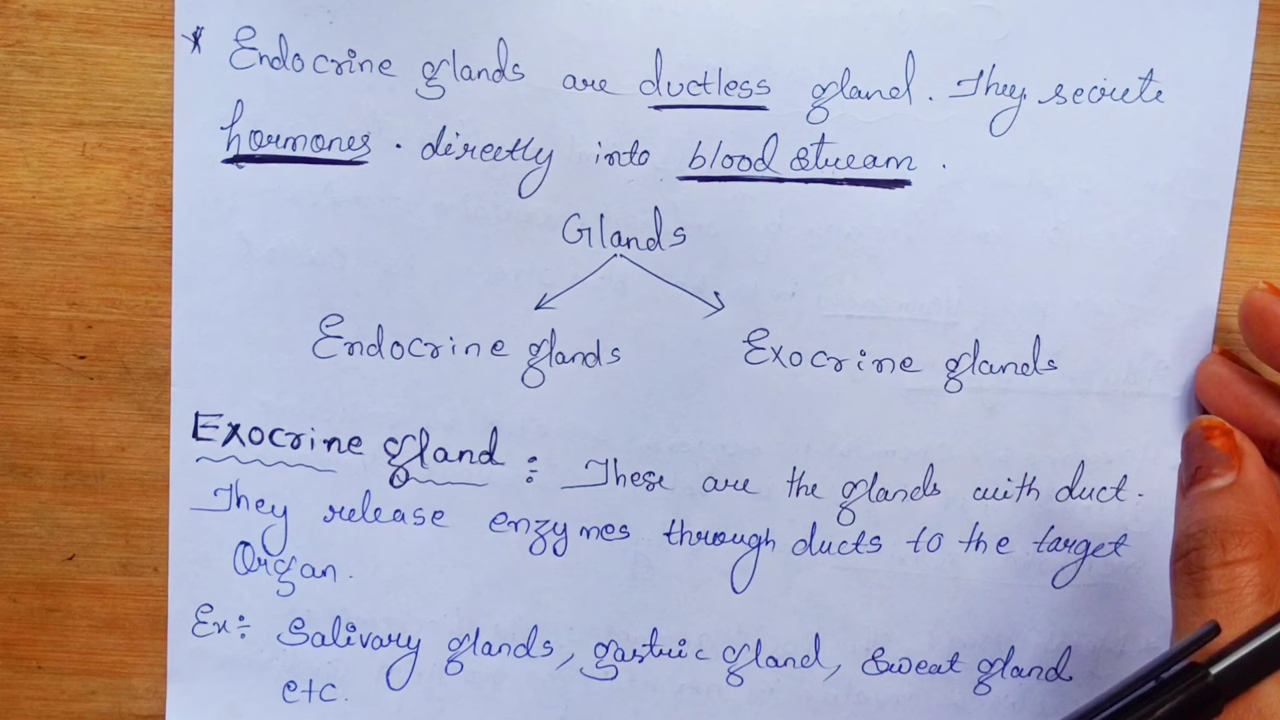 * Endocrine glands are ductless gland. They secrete
hormones. directly into blood stream.
Glands
Endocrine glands
Exocrine glands
Exocrine gland ÷ These are the glands with duct.
They release enzymes through ducts to the target
Organ.
Ex÷ Salivary glands, gastric gland, Sweat gland
etc.